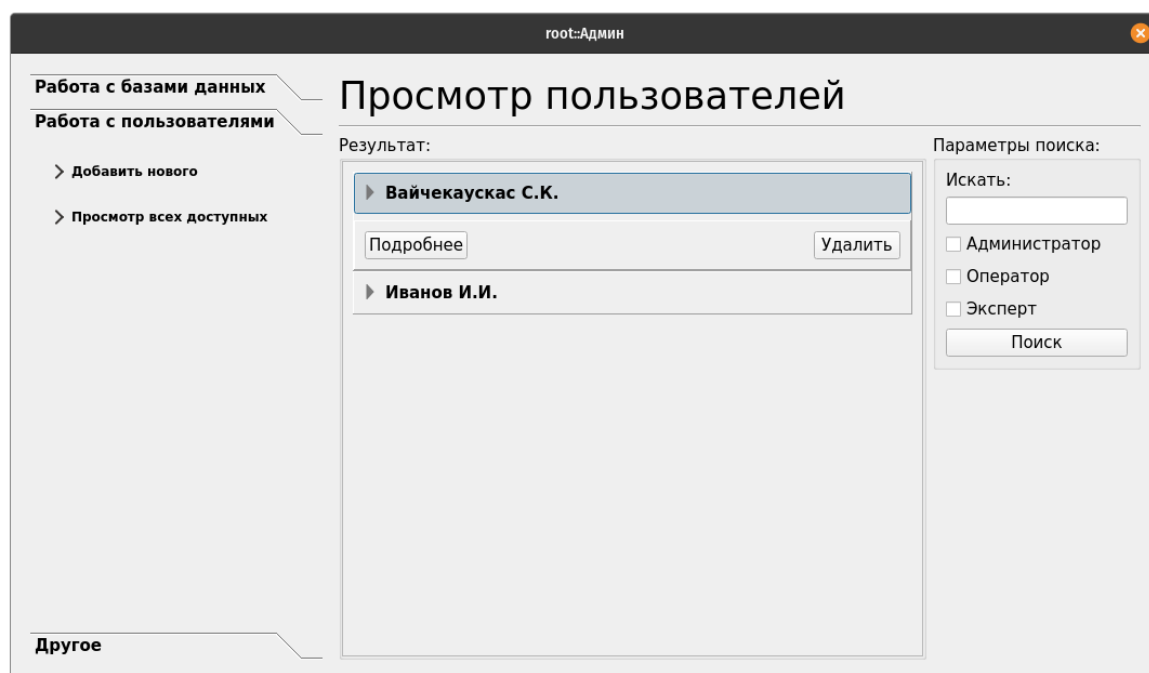 root::Админ
Работа с базами данных
Работа с пользователями
Добавить нового
Просмотр всех доступных
Другое
Просмотр пользователей
Результат:
Вайчекаускас С.К.
Подробнее
Удалить
Иванов И.И.
Параметры поиска:
Искать:
Администратор
Оператор
Эксперт
Поиск